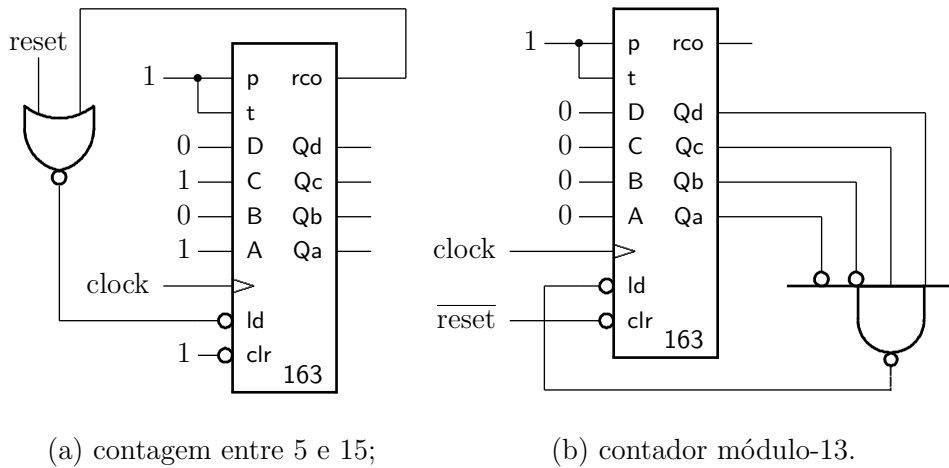 reset
1
p rco
t
0 D Qd
1 C Qc
0 B Qb
1 A Qa
clock
ld
1 clr
163
(a) contagem entre 5 e 15;
1
p rco
t
0 D Qd
0 C Qc
0 B Qb
0 A Qa
clock
ld
reset clr
163
(b) contador módulo-13.